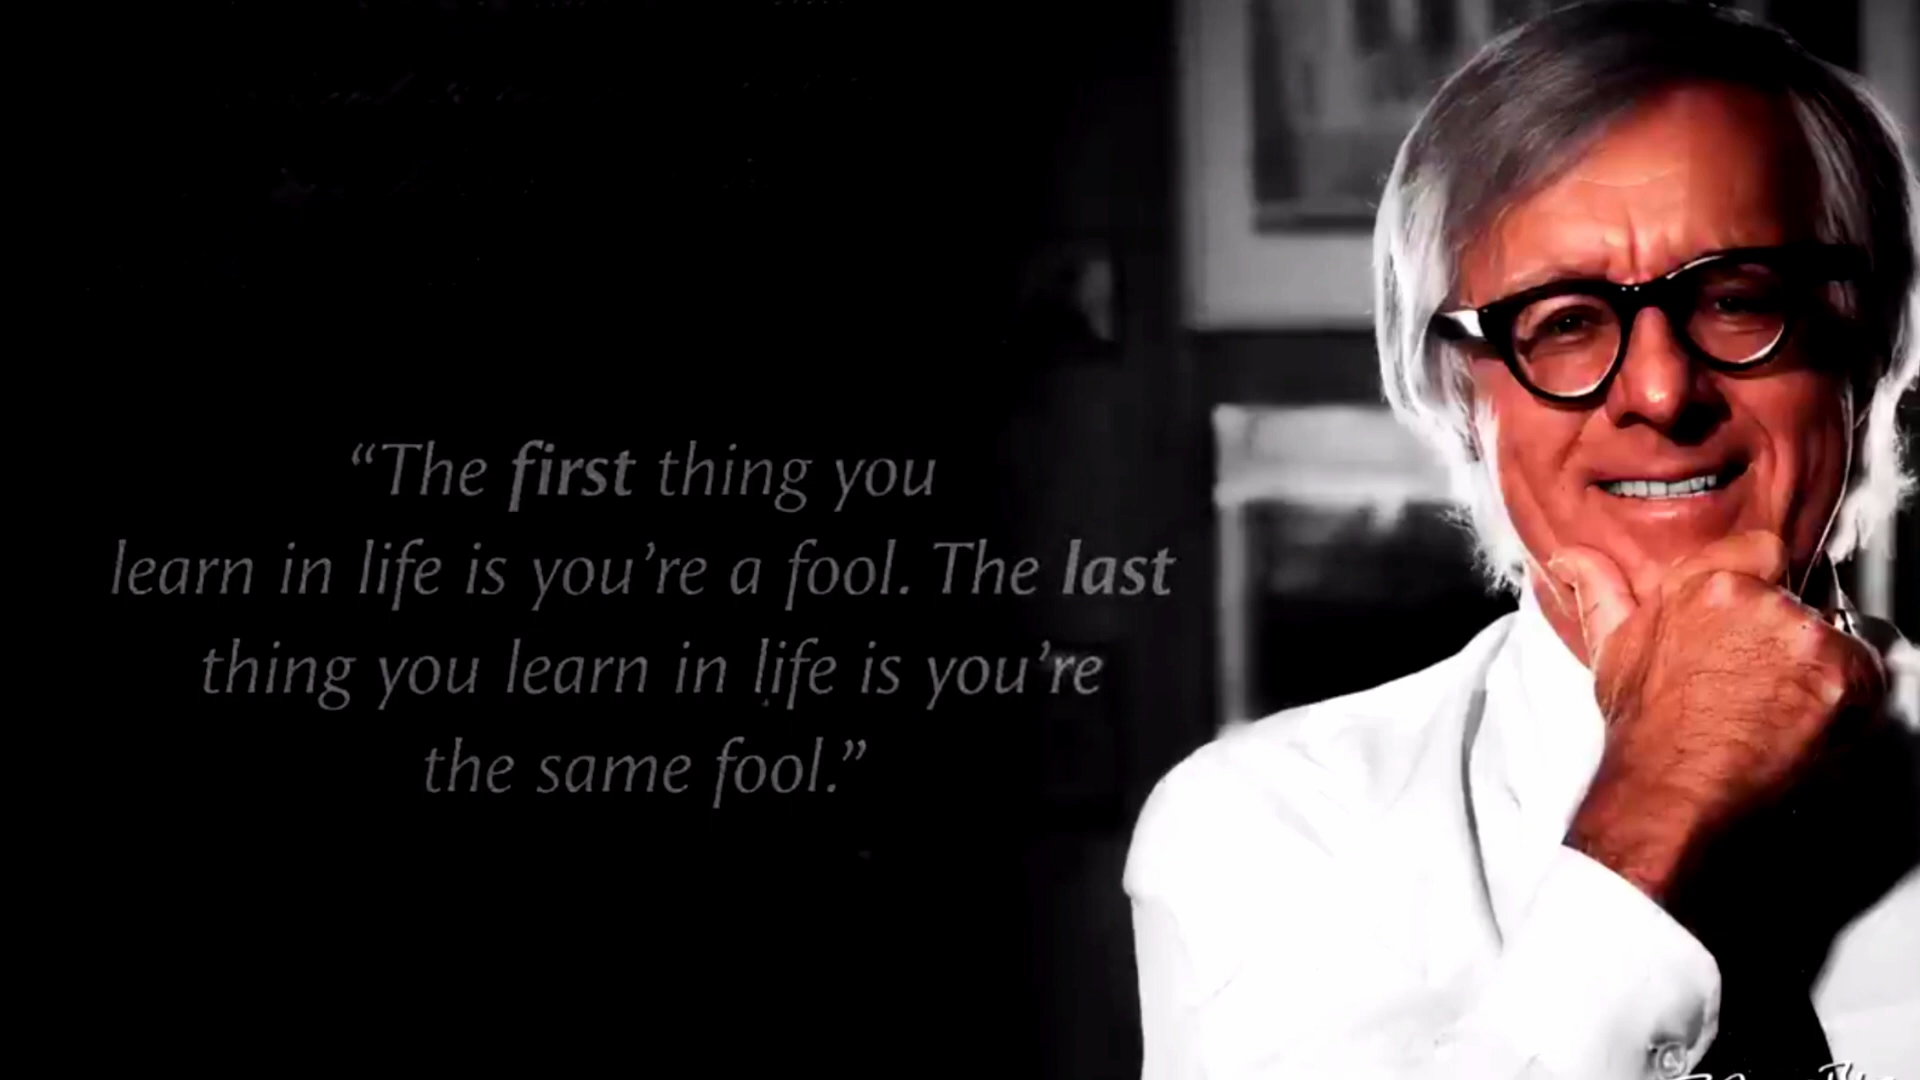 “The first thing you
learn in life is you’re a fool. The last
thing you learn in life is you’re
the same fool.”